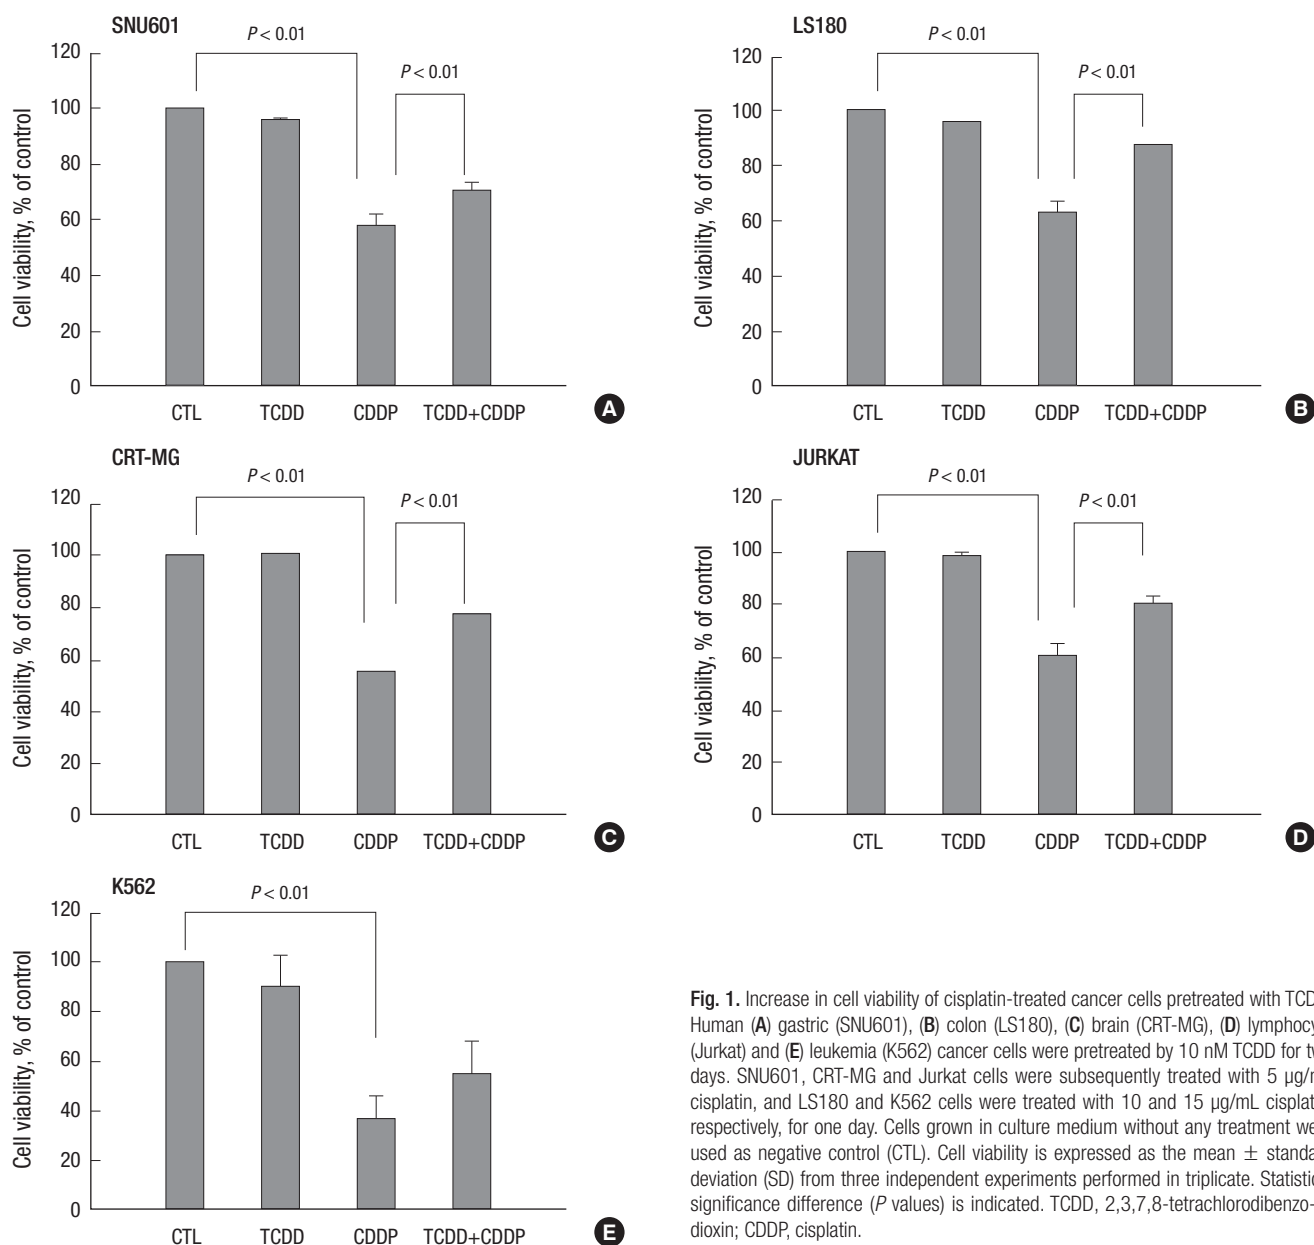 SNU601
P < 0.01
P < 0.01
Cell viability, % of control
120
100
80
60
40
20
0
CTL TCDD CDDP TCDD+CDDP
A
LS180
P < 0.01
P < 0.01
Cell viability, % of control
120
100
80
60
40
20
0
CTL TCDD CDDP TCDD+CDDP
B
CRT-MG
P < 0.01
P < 0.01
Cell viability, % of control
120
100
80
60
40
20
0
CTL TCDD CDDP TCDD+CDDP
C
JURKAT
P < 0.01
P < 0.01
Cell viability, % of control
120
100
80
60
40
20
0
CTL TCDD CDDP TCDD+CDDP
D
K562
P < 0.01
Cell viability, % of control
120
100
80
60
40
20
0
CTL TCDD CDDP TCDD+CDDP
E
Fig. 1. Increase in cell viability of cisplatin-treated cancer cells pretreated with TCD
Human (A) gastric (SNU601), (B) colon (LS180), (C) brain (CRT-MG), (D) lymphocy
(Jurkat) and (E) leukemia (K562) cancer cells were pretreated by 10 nM TCDD for
days. SNU601, CRT-MG and Jurkat cells were subsequently treated with 5 µg/
cisplatin, and LS180 and K562 cells were treated with 10 and 15 µg/mL cisplat
respectively, for one day. Cells grown in culture medium without any treatment we
used as negative control (CTL). Cell viability is expressed as the mean ± standa
deviation (SD) from three independent experiments performed in triplicate. Statistic
significance difference (P values) is indicated. TCDD, 2,3,7,8-tetrachlorodibenzo-
dioxin; CDDP, cisplatin.